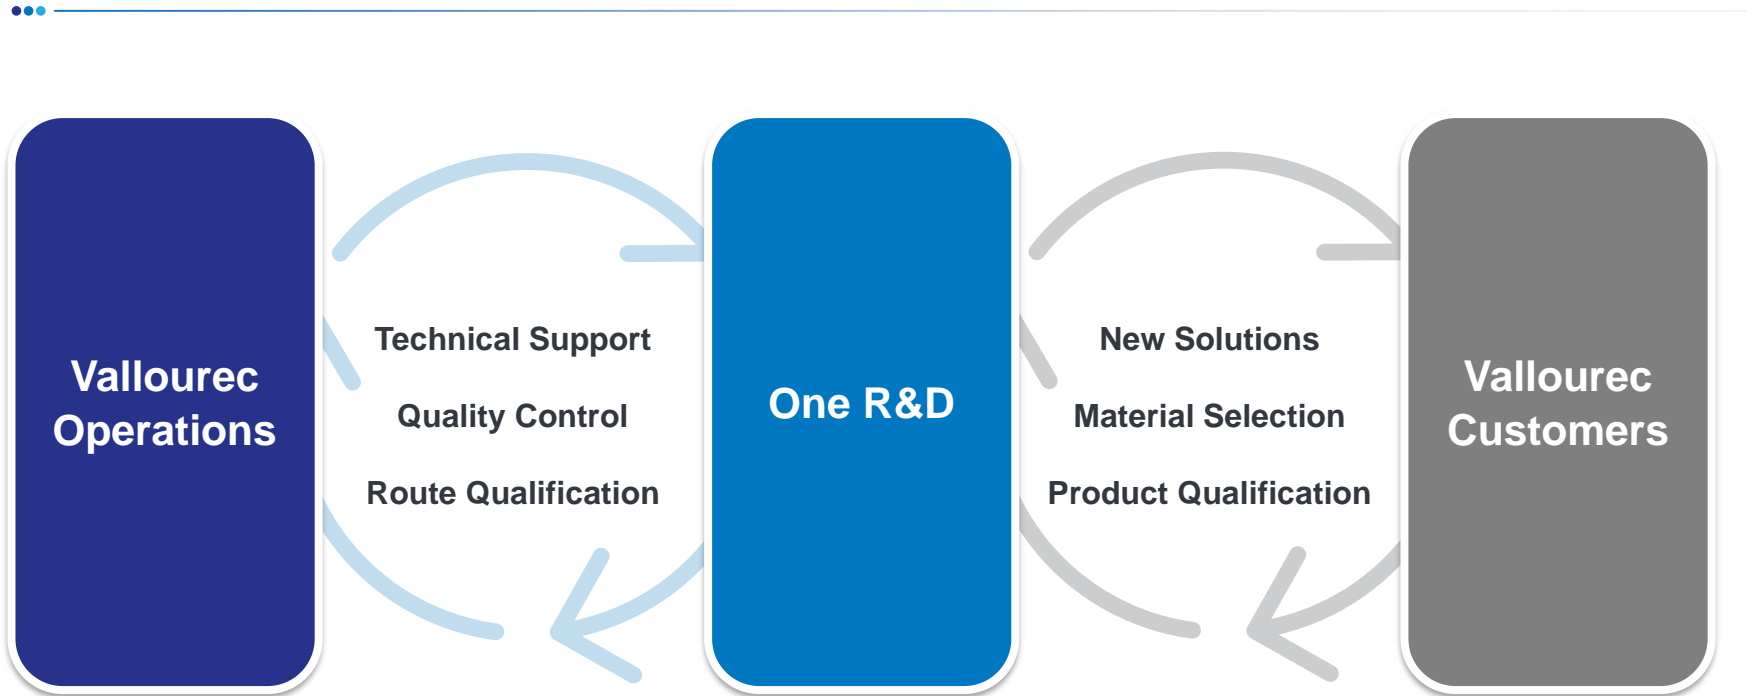 Vallourec
Operations
Technical Support
Quality Control
Route Qualification
One R&D
New Solutions
Material Selection
Product Qualification
Vallourec
Customers